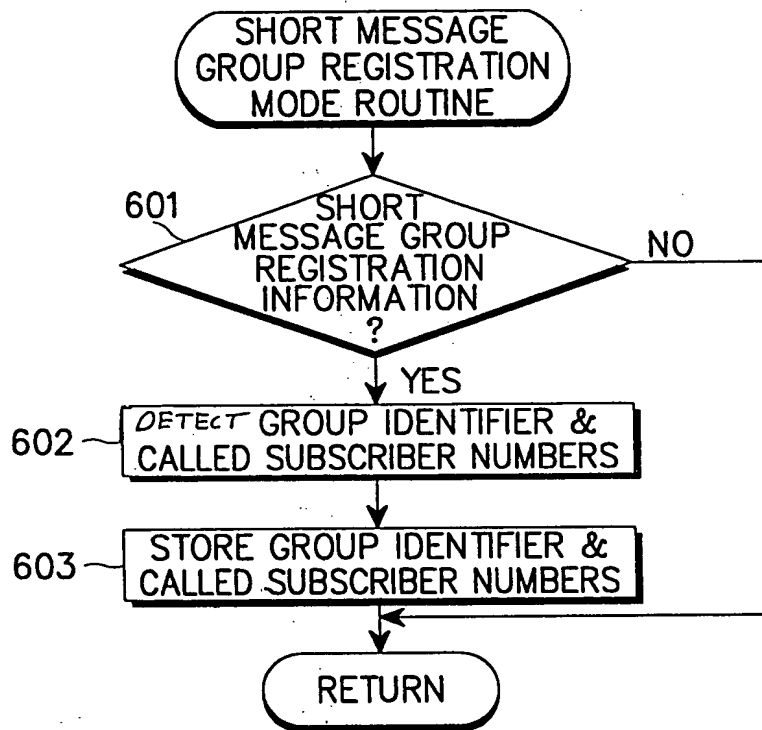 SHORT MESSAGE
GROUP REGISTRATION
MODE ROUTINE
601
SHORT
MESSAGE GROUP
REGISTRATION
INFORMATION
?
NO
YES
602
DETECT GROUP IDENTIFIER &
CALLED SUBSCRIBER NUMBERS
603
STORE GROUP IDENTIFIER &
CALLED SUBSCRIBER NUMBERS
RETURN